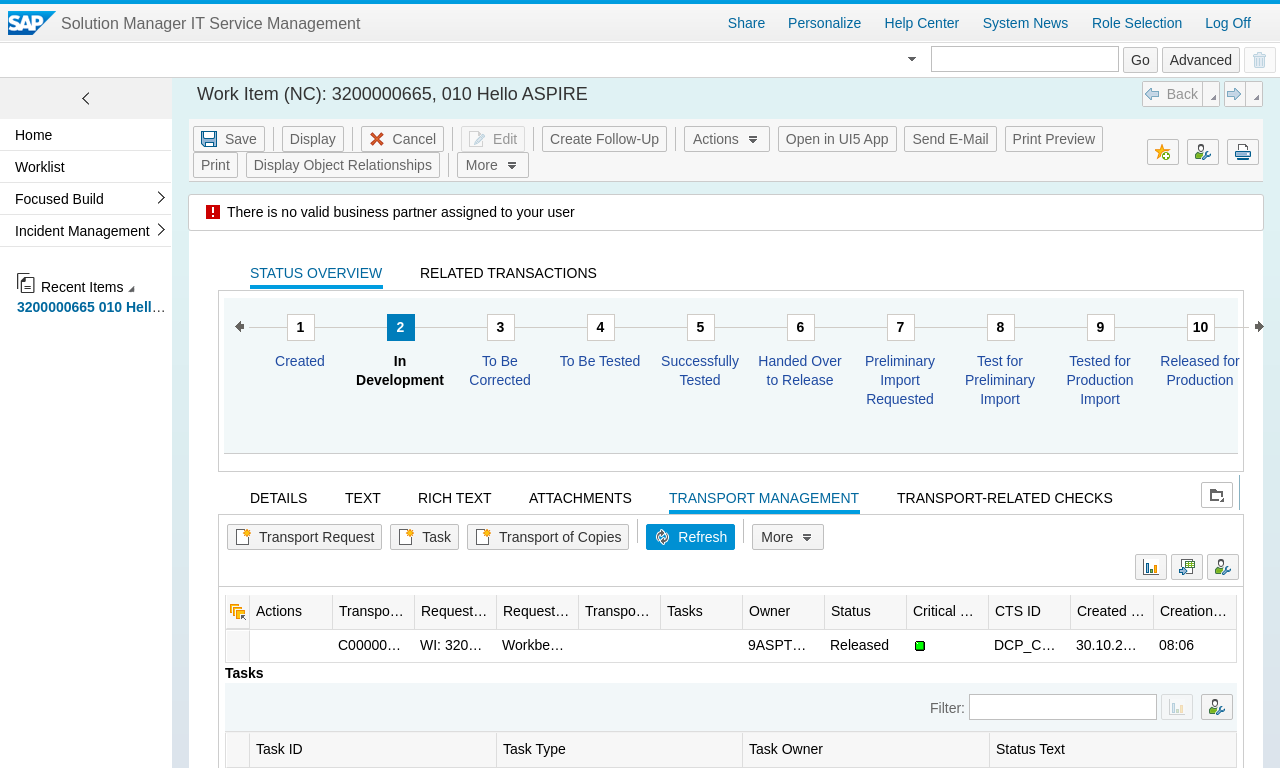 SAP Solution Manager IT Service Management
Share Personalize Help Center System News Role Selection Log Off
Go Advanced
Work Item (NC): 3200000665, 010 Hello ASPIRE
Back
Home
Worklist
Focused Build
Incident Management
Recent Items
3200000665 010 Hell…
Save Display Cancel Edit Create Follow-Up Actions Open in UI5 App Send E-Mail Print Preview
Print Display Object Relationships More
There is no valid business partner assigned to your user
STATUS OVERVIEW RELATED TRANSACTIONS
1 2 3 4 5 6 7 8 9 10
Created In To Be To Be Tested Successfully Handed Over Preliminary Test for Tested for Released for
Development Corrected Tested to Release Import Preliminary Production Production
Requested Import Import
DETAILS TEXT RICH TEXT ATTACHMENTS TRANSPORT MANAGEMENT TRANSPORT-RELATED CHECKS
Transport Request Task Transport of Copies Refresh More
Actions Transpo… Request… Request… Transpo… Tasks Owner Status Critical … CTS ID Created … Creation…
C00000… WI: 320… Workbe… 9ASPT… Released DCP_C… 30.10.2… 08:06
Tasks
Filter:
Task ID Task Type Task Owner Status Text